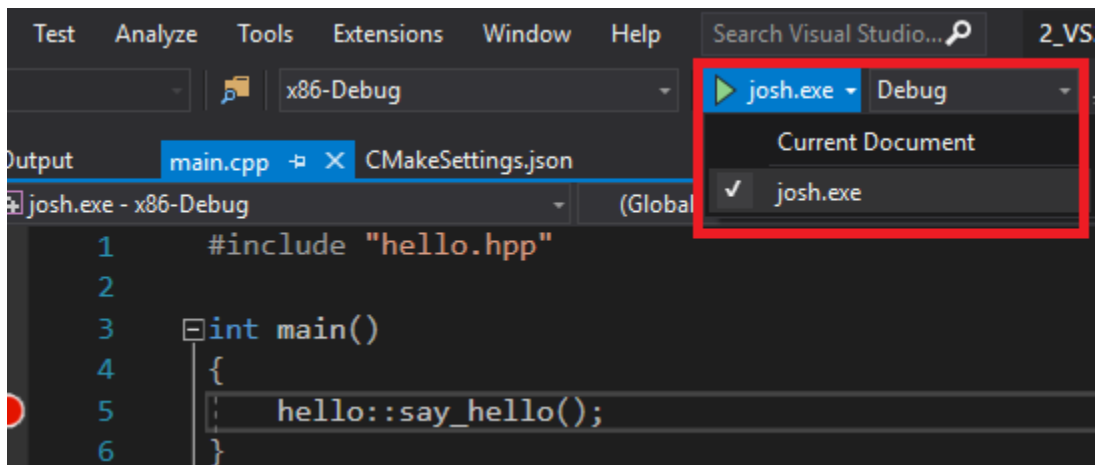 Test Analyze Tools Extensions Window Help Search Visual Studio... 2_VS
x86-Debug josh.exe Debug
Current Document
josh.exe
Output main.cpp CMakeSettings.json
josh.exe - x86-Debug (Global
1 #include "hello.hpp"
2
3 int main()
4 {
5 hello::say_hello();
6 }